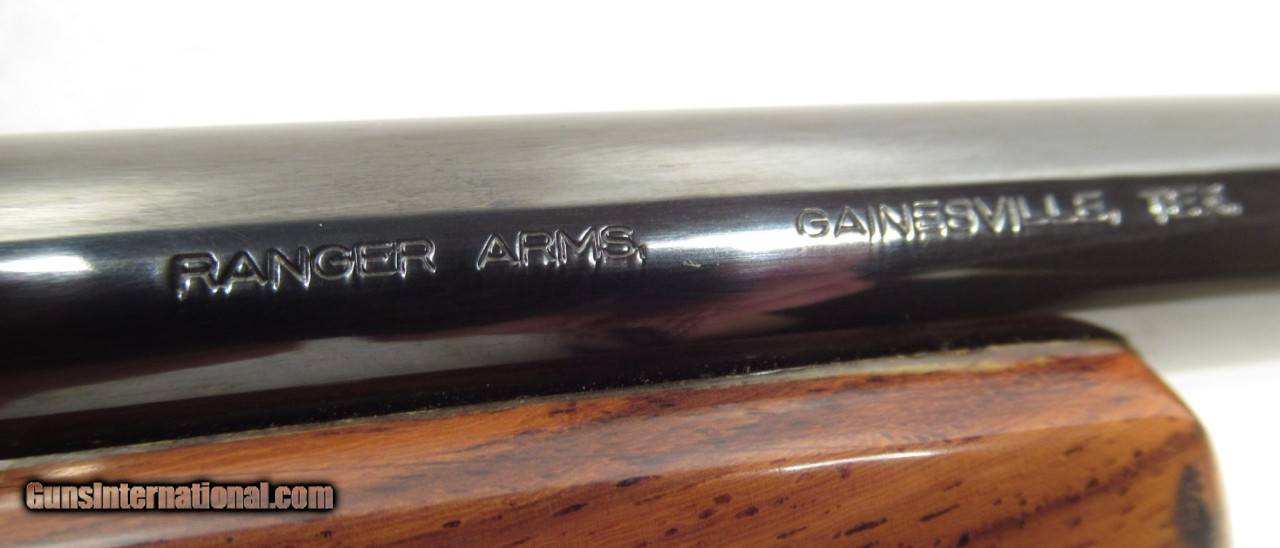 RANGER ARMS, GAINESVILLE, TEX.
GunsInternational.com